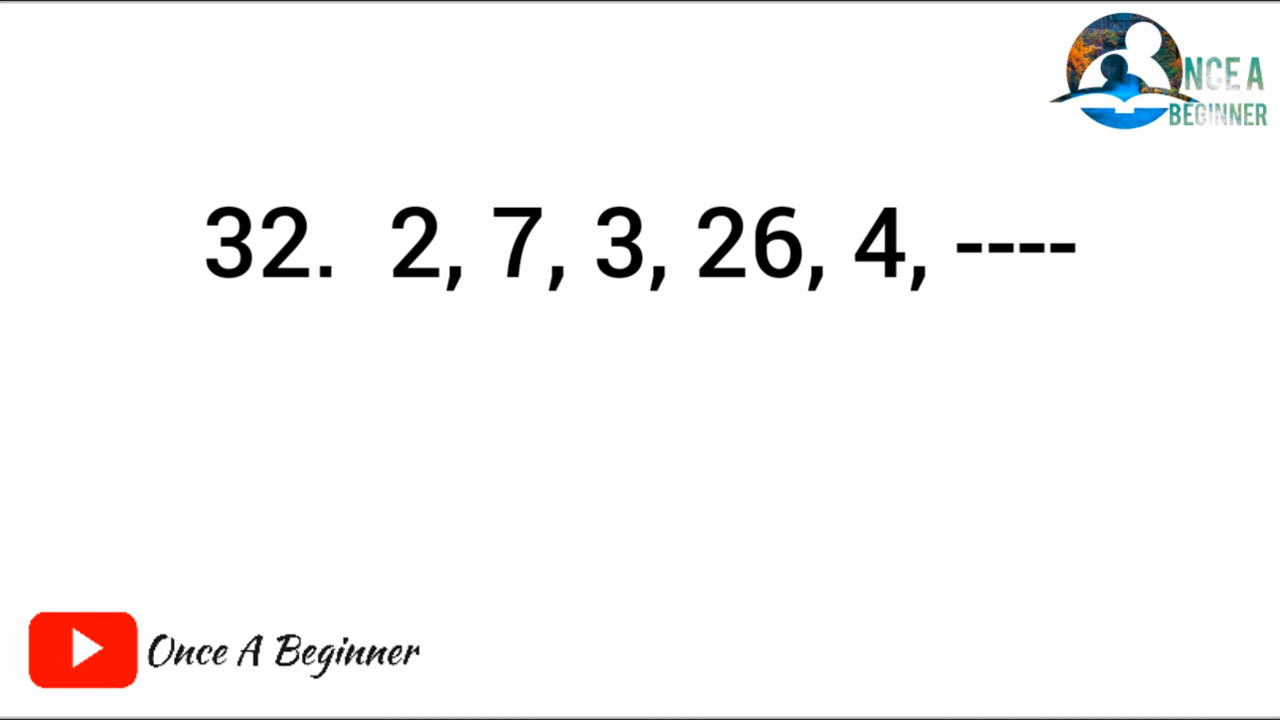 NCE A
BEGINNER
32. 2, 7, 3, 26, 4, ----
Once A Beginner